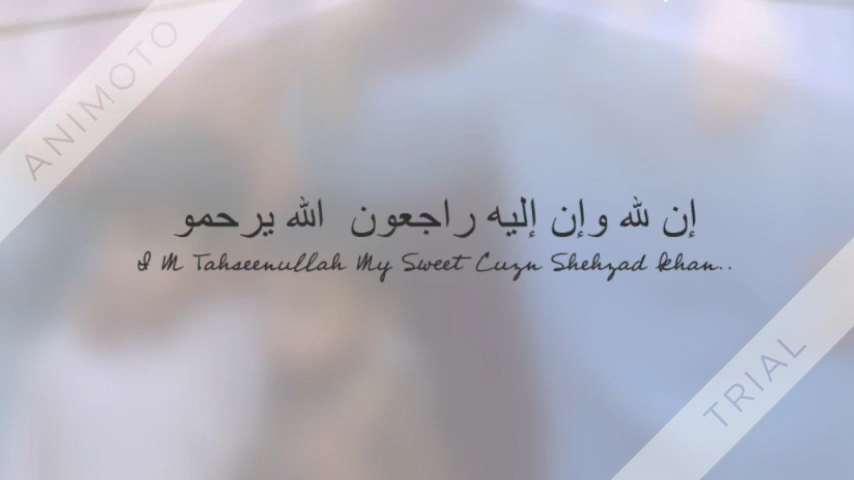 ANIMOTO
إن لله وإن إليه راجعون الله يرحمو
I M Tahseenullah My Sweet Cuzn Shehzad khan..
TRIAL